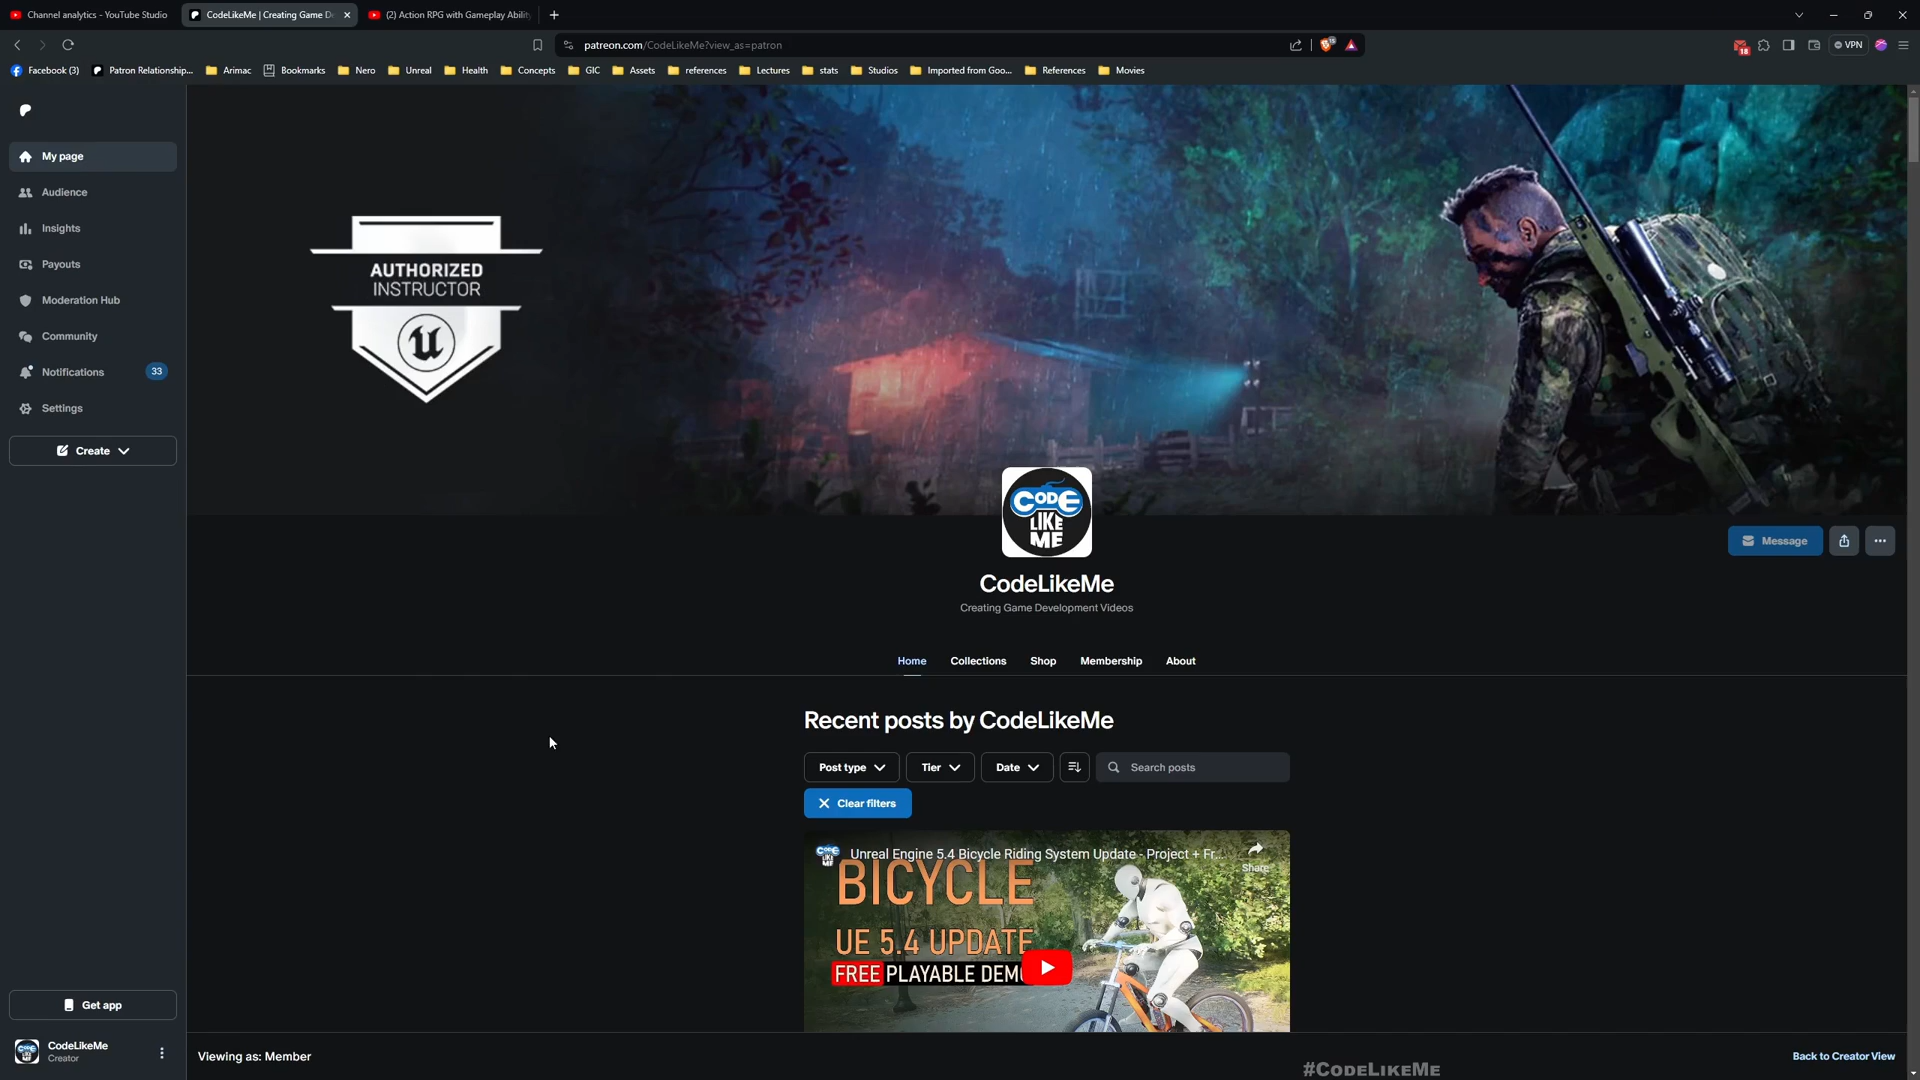 Channel analytics - YouTube Studio
CodeLikeMe | Creating Game De
(2) Action RPG with Gameplay Ability
patreon.com/CodeLikeMe?view_as=patron
18
VPN
Facebook (3)
Patron Relationship...
Arimac
Bookmarks
Nero
Unreal
Health
Concepts
GIC
Assets
references
Lectures
stats
Studios
Imported from Goo...
References
Movies
My page
Audience
Insights
Payouts
Moderation Hub
Community
Notifications 33
Settings
Create
Get app
CodeLikeMe
Creator
AUTHORIZED
INSTRUCTOR
CODE
LIKE
ME
Message
CodeLikeMe
Creating Game Development Videos
Home Collections Shop Membership About
Recent posts by CodeLikeMe
Post type Tier Date Search posts
Clear filters
Unreal Engine 5.4 Bicycle Riding System Update - Project + Fr...
Share
BICYCLE
UE 5.4 UPDATE
FREE PLAYABLE DEMO
Viewing as: Member
Back to Creator View
#CODELIKEME